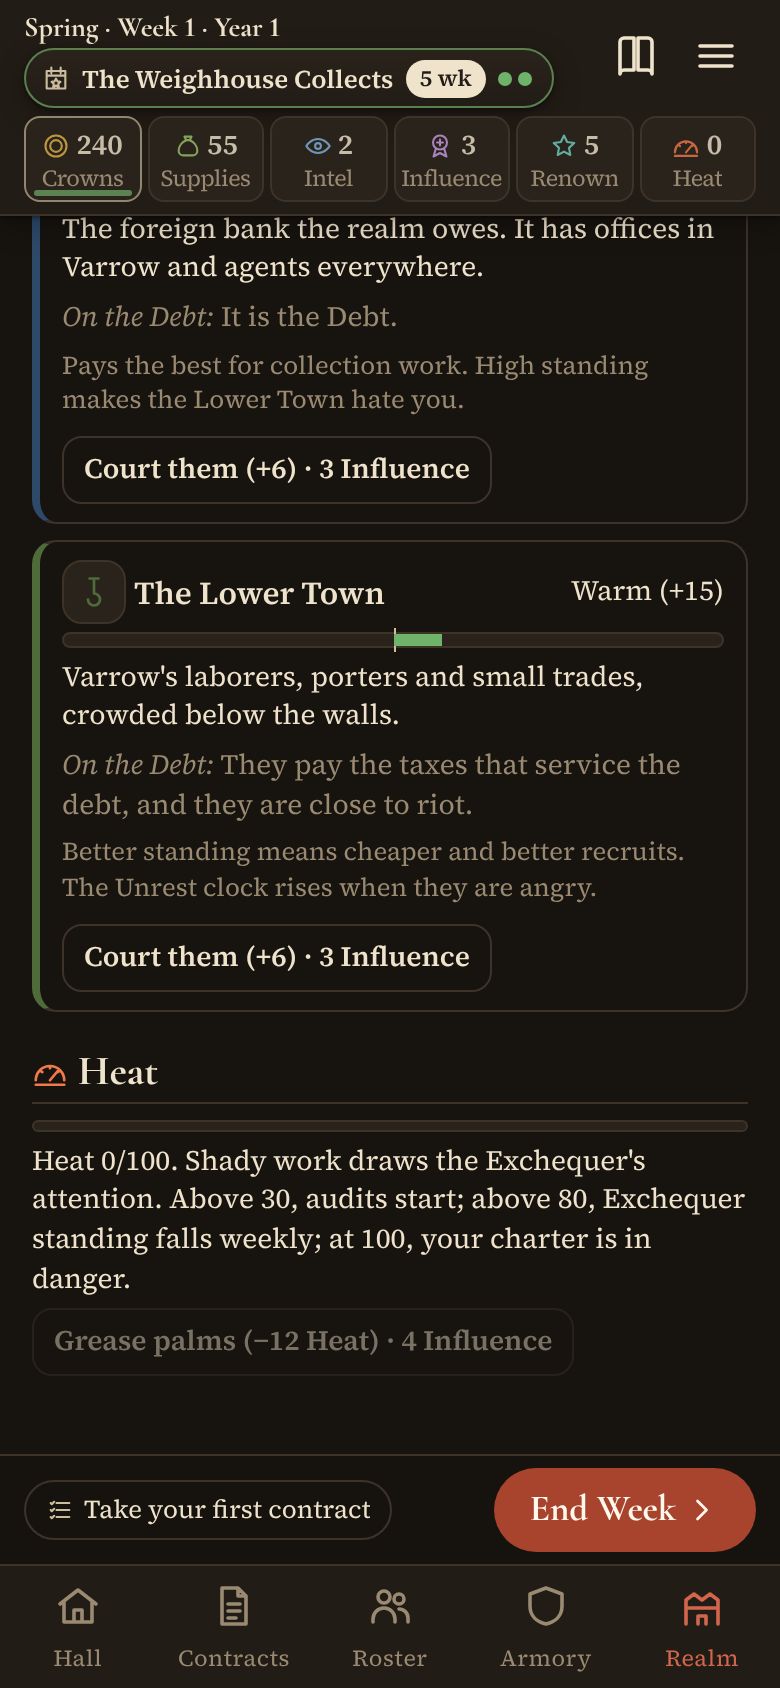 Spring · Week 1 · Year 1
The Weighhouse Collects 5 wk
240 Crowns
55 Supplies
2 Intel
3 Influence
5 Renown
0 Heat
The foreign bank the realm owes. It has offices in
Varrow and agents everywhere.
On the Debt: It is the Debt.
Pays the best for collection work. High standing
makes the Lower Town hate you.
Court them (+6) · 3 Influence
The Lower Town Warm (+15)
Varrow's laborers, porters and small trades,
crowded below the walls.
On the Debt: They pay the taxes that service the
debt, and they are close to riot.
Better standing means cheaper and better recruits.
The Unrest clock rises when they are angry.
Court them (+6) · 3 Influence
Heat
Heat 0/100. Shady work draws the Exchequer's
attention. Above 30, audits start; above 80, Exchequer
standing falls weekly; at 100, your charter is in
danger.
Grease palms (−12 Heat) · 4 Influence
Take your first contract
End Week
Hall
Contracts
Roster
Armory
Realm